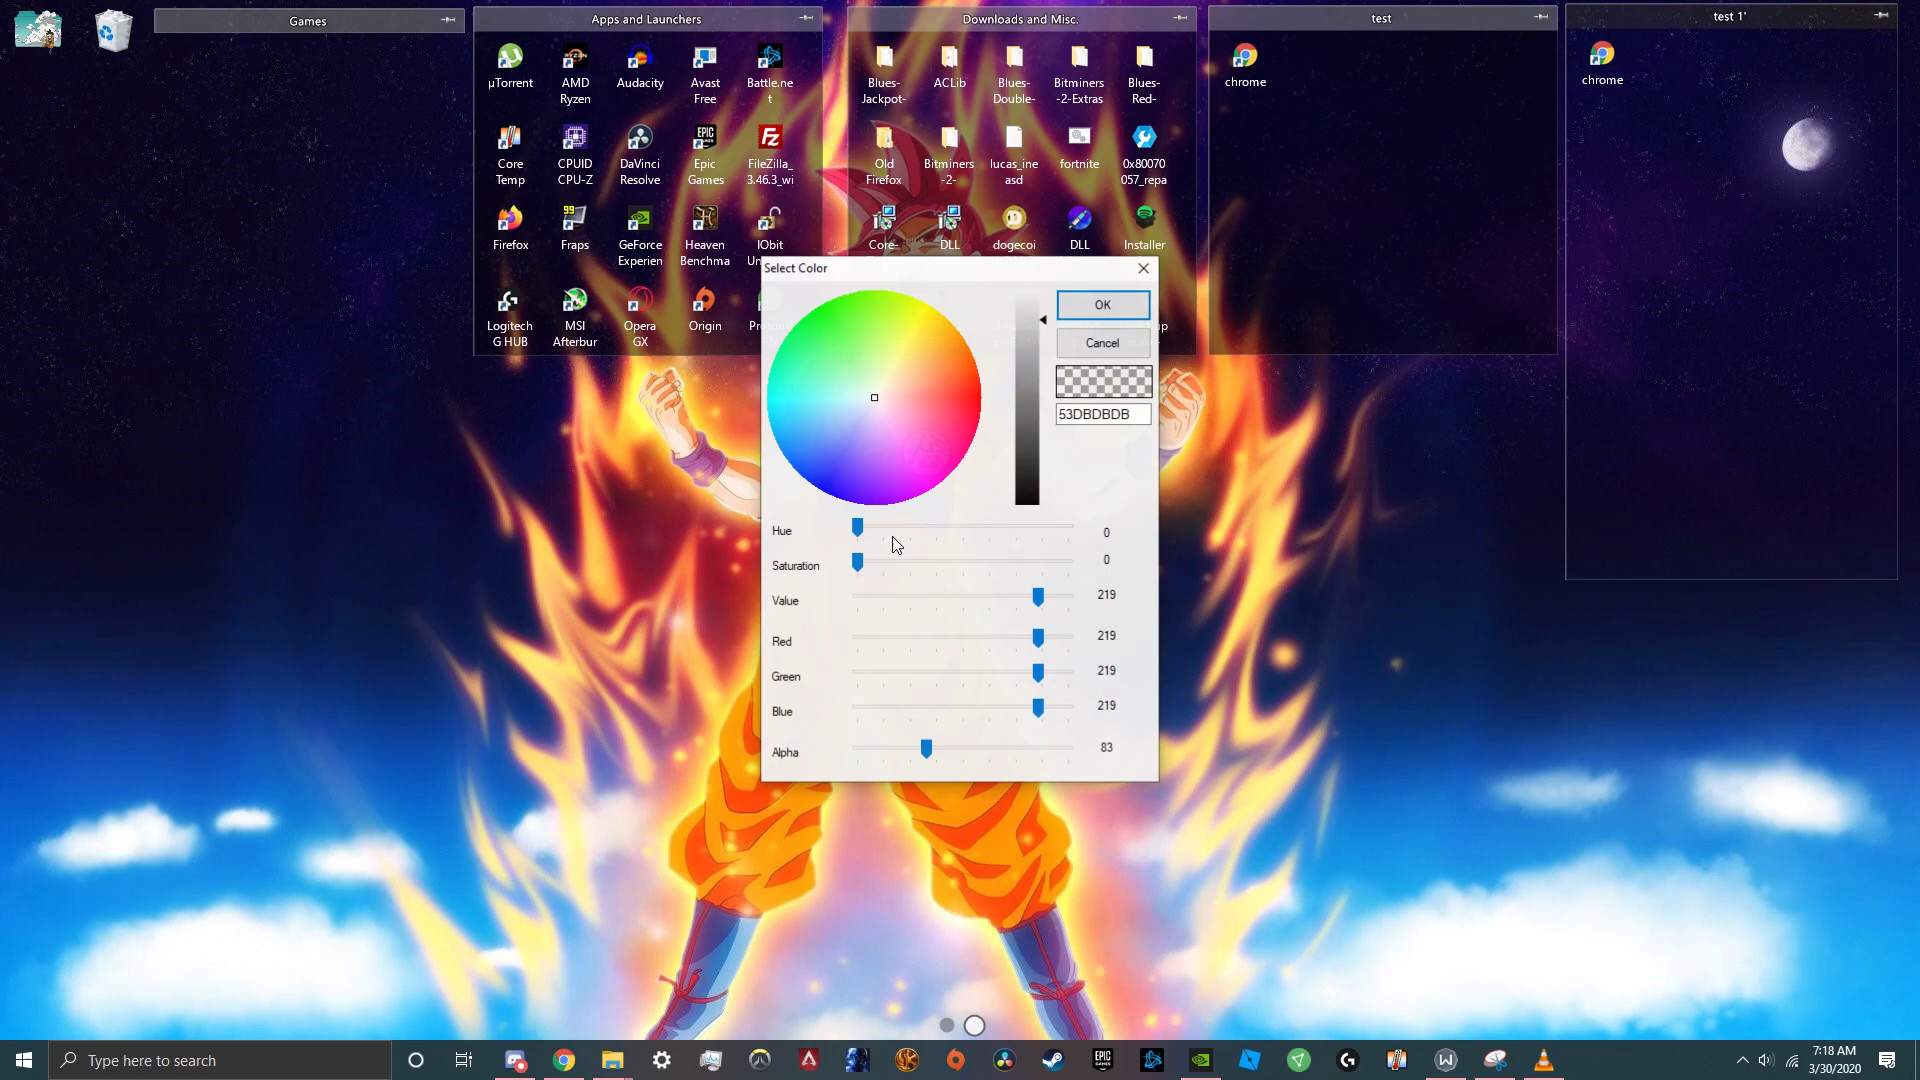 Games
Apps and Launchers
Downloads and Misc.
test
test 1'
µTorrent
AMD Ryzen
Audacity
Avast Free
Battle.ne
t
Blues-
Jackpot-
ACLib
Blues-
Double-
Bitminers
-2-Extras
Blues-
Red-
chrome
chrome
Core
Temp
CPUID
CPU-Z
DaVinci
Resolve
Epic
Games
FileZilla_
3.46.3_wi
Old
Firefox
Bitminers
-2-
lucas_ine
asd
fortnite
0x80070
057_repa
Firefox
Fraps
99
GeForce
Experien
Heaven
Benchma
IObit
Core-
DLL
dogecoi
DLL
Installer
Logitech
G HUB
MSI
Afterbur
Opera
GX
Origin
Select Color
OK
Cancel
53DBDBDB
Hue
0
Saturation
0
Value
219
Red
219
Green
219
Blue
219
Alpha
83
Type here to search
7:18 AM
3/30/2020